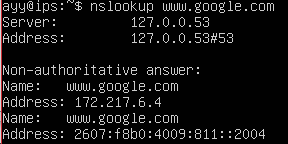 ayy@ips:~$ nslookup www.google.com
Server:         127.0.0.53
Address:        127.0.0.53#53

Non-authoritative answer:
Name:   www.google.com
Address: 172.217.6.4
Name:   www.google.com
Address: 2607:f8b0:4009:811::2004